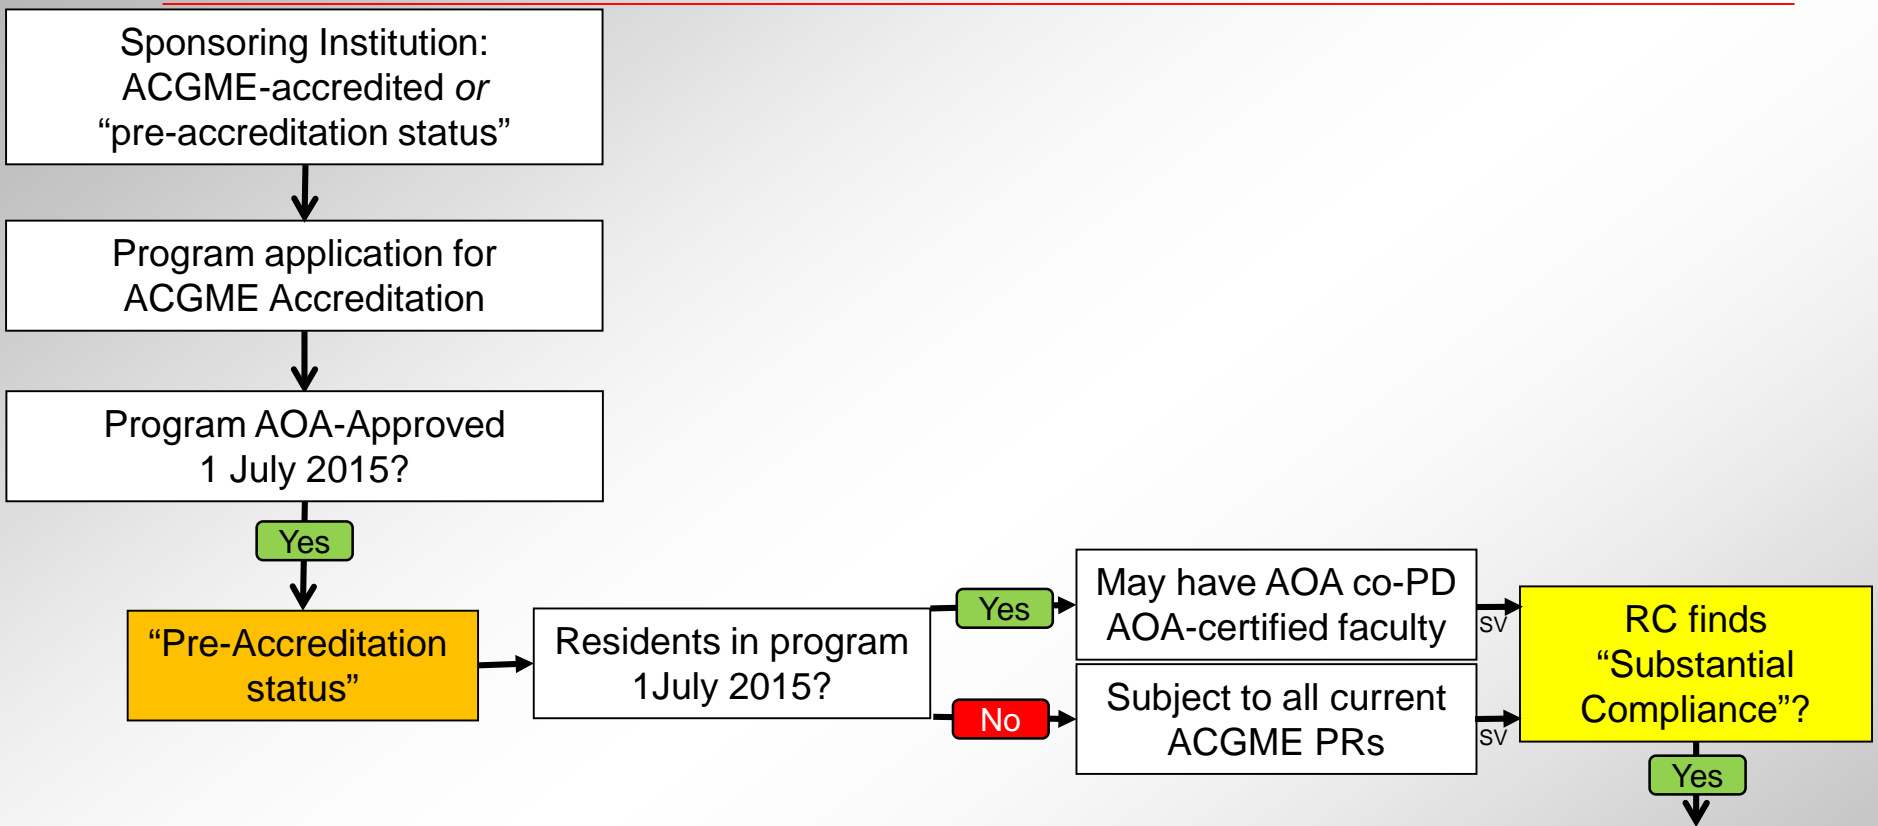 Sponsoring Institution:
ACGME-accredited or
“pre-accreditation status”
Program application for
ACGME Accreditation
Program AOA-Approved
1 July 2015?
Yes
“Pre-Accreditation
status”
Residents in program
1July 2015?
Yes
May have AOA co-PD
AOA-certified faculty
SV
No
Subject to all current
ACGME PRs
SV
RC finds
“Substantial
Compliance”?
Yes